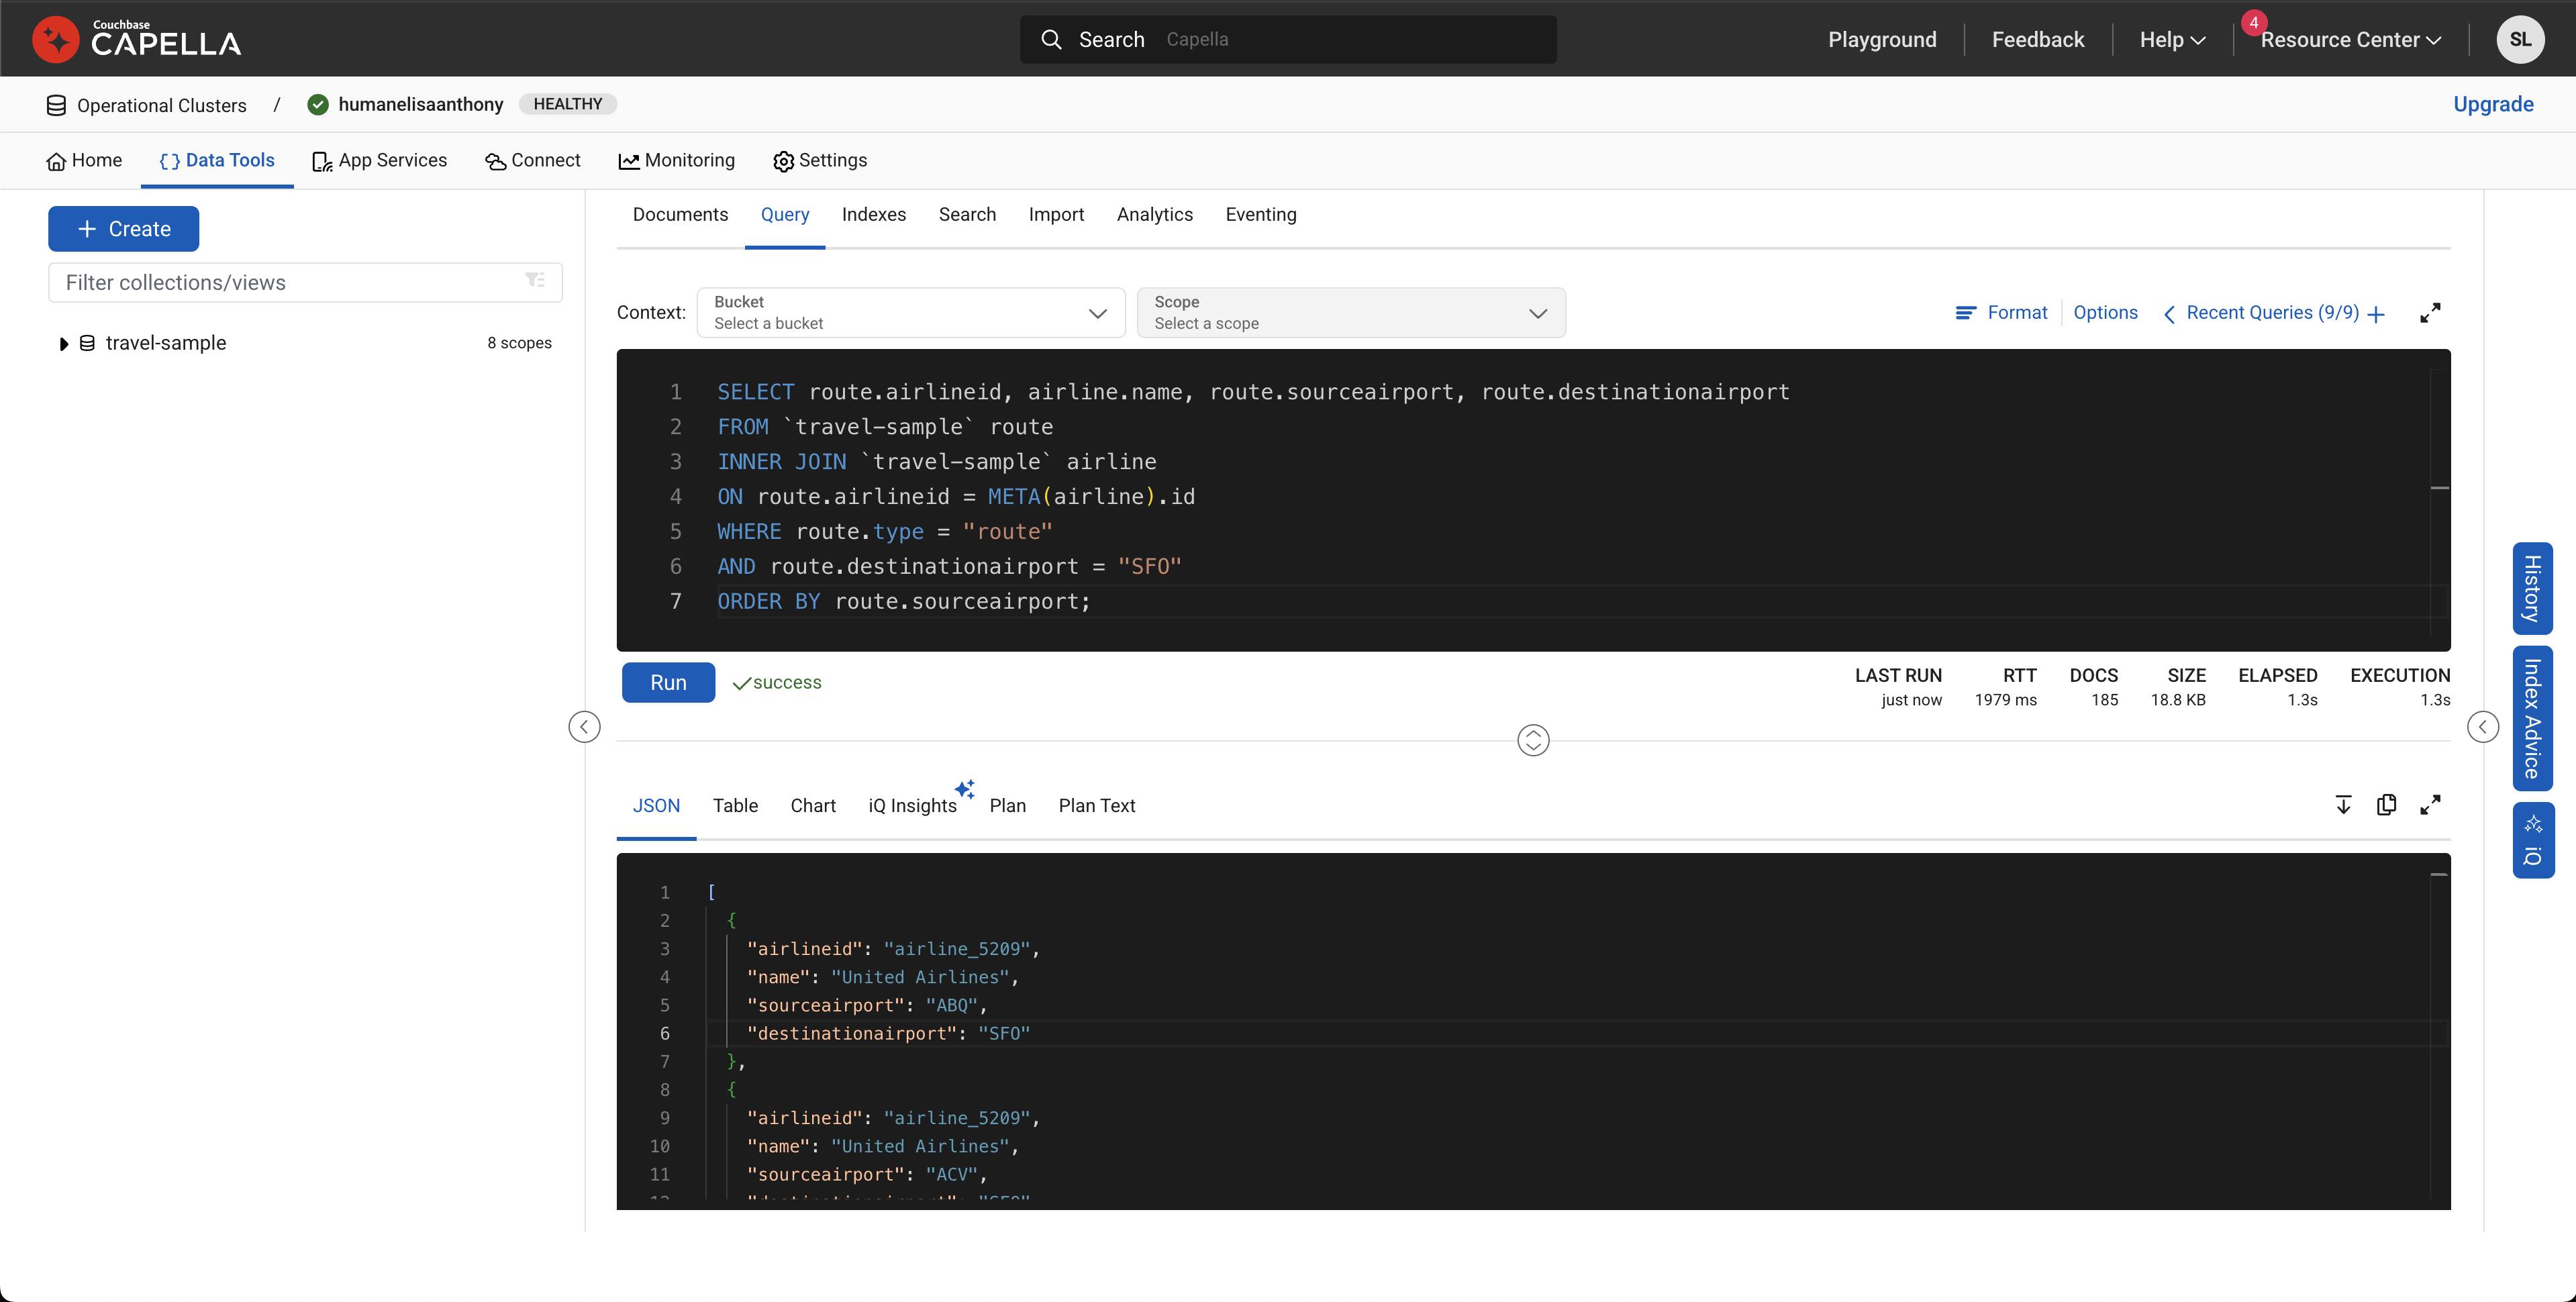 Couchbase
CAPELLA
Search Capella
Playground
Feedback
Help
4
Resource Center
SL
Operational Clusters / humanelisaanthony HEALTHY
Upgrade
Home
Data Tools
App Services
Connect
Monitoring
Settings
+ Create
Filter collections/views
travel-sample 8 scopes
Documents
Query
Indexes
Search
Import
Analytics
Eventing
Context:
Bucket
Select a bucket
Scope
Select a scope
Format
Options
Recent Queries (9/9)
1 SELECT route.airlineid, airline.name, route.sourceairport, route.destinationairport
2 FROM `travel-sample` route
3 INNER JOIN `travel-sample` airline
4 ON route.airlineid = META(airline).id
5 WHERE route.type = "route"
6 AND route.destinationairport = "SFO"
7 ORDER BY route.sourceairport;
Run
success
LAST RUN RTT DOCS SIZE ELAPSED EXECUTION
just now 1979 ms 185 18.8 KB 1.3s 1.3s
JSON
Table
Chart
iQ Insights
Plan
Plan Text
1 [
2 {
3 "airlineid": "airline_5209",
4 "name": "United Airlines",
5 "sourceairport": "ABQ",
6 "destinationairport": "SFO"
7 },
8 {
9 "airlineid": "airline_5209",
10 "name": "United Airlines",
11 "sourceairport": "ACV",
History
Index Advice
iQ